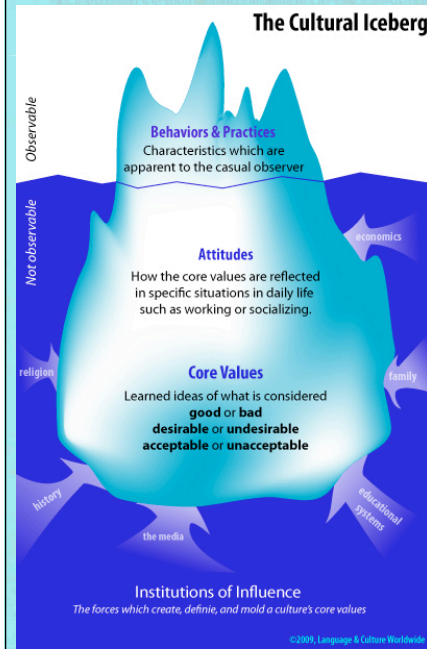 The Cultural Iceberg
Observable
Behaviors & Practices
Characteristics which are
apparent to the casual observer
Not observable
Attitudes
How the core values are reflected
in specific situations in daily life
such as working or socializing.
economics
Core Values
Learned ideas of what is considered
good or bad
desirable or undesirable
acceptable or unacceptable
religion
family
history
the media
educational
systems
Institutions of Influence
The forces which create, definie, and mold a culture's core values
©2009, Language & Culture Worldwide